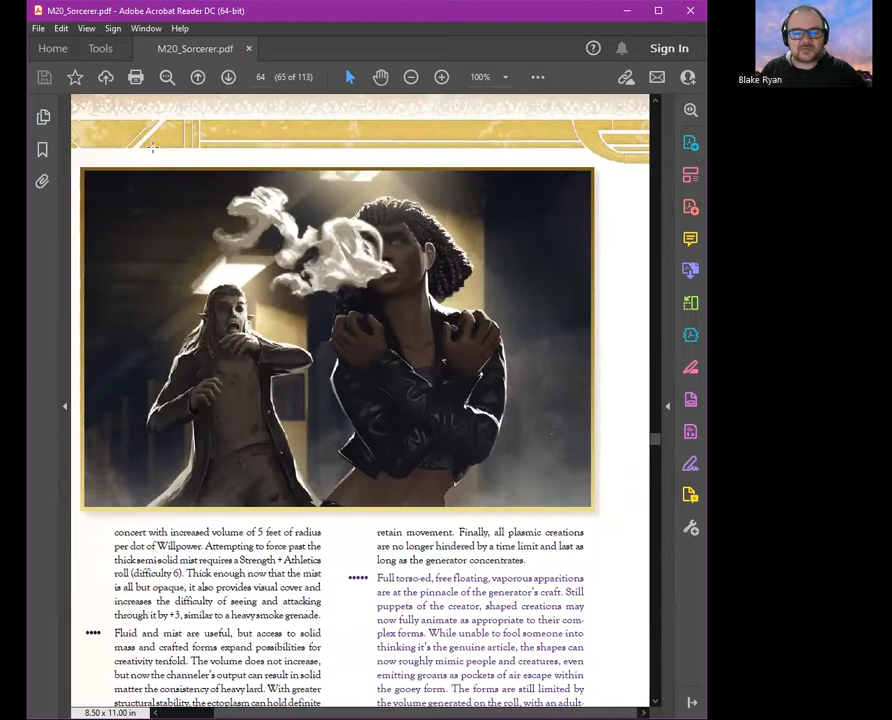 M20_Sorcerer.pdf - Adobe Acrobat Reader DC (64-bit)
File Edit View Sign Window Help
Home Tools M20_Sorcerer.pdf × Sign In
64 (65 of 113) 100%
Blake Ryan
concert with increased volume of 5 feet of radius
per dot of Willpower. Attempting to force past the
thick semi-solid mist requires a Strength + Athletics
roll (difficulty 6). Thick enough now that the mist
is all but opaque, it also provides visual cover and
increases the difficulty of seeing and attacking
through it by +3, similar to a heavy smoke grenade.
•••• Fluid and mist are useful, but access to solid
mass and crafted forms expand possibilities for
creativity tenfold. The volume does not increase,
but now the channeler's output can result in solid
matter the consistency of heavy lard. With greater
structural stability, the ectoplasm can hold definite
retain movement. Finally, all plasmic creations
are no longer hindered by a time limit and last as
long as the generator concentrates.
••••• Full torso-ed, free floating, vaporous apparitions
are at the pinnacle of the generator's craft. Still
puppets of the creator, shaped creations may
now fully animate as appropriate to their com-
plex forms. While unable to fool someone into
thinking it's the genuine article, the shapes can
now roughly mimic people and creatures, even
emitting groans as pockets of air escape within
the gooey form. The forms are still limited by
the volume generated on the roll, with an adult-
8.50 x 11.00 in